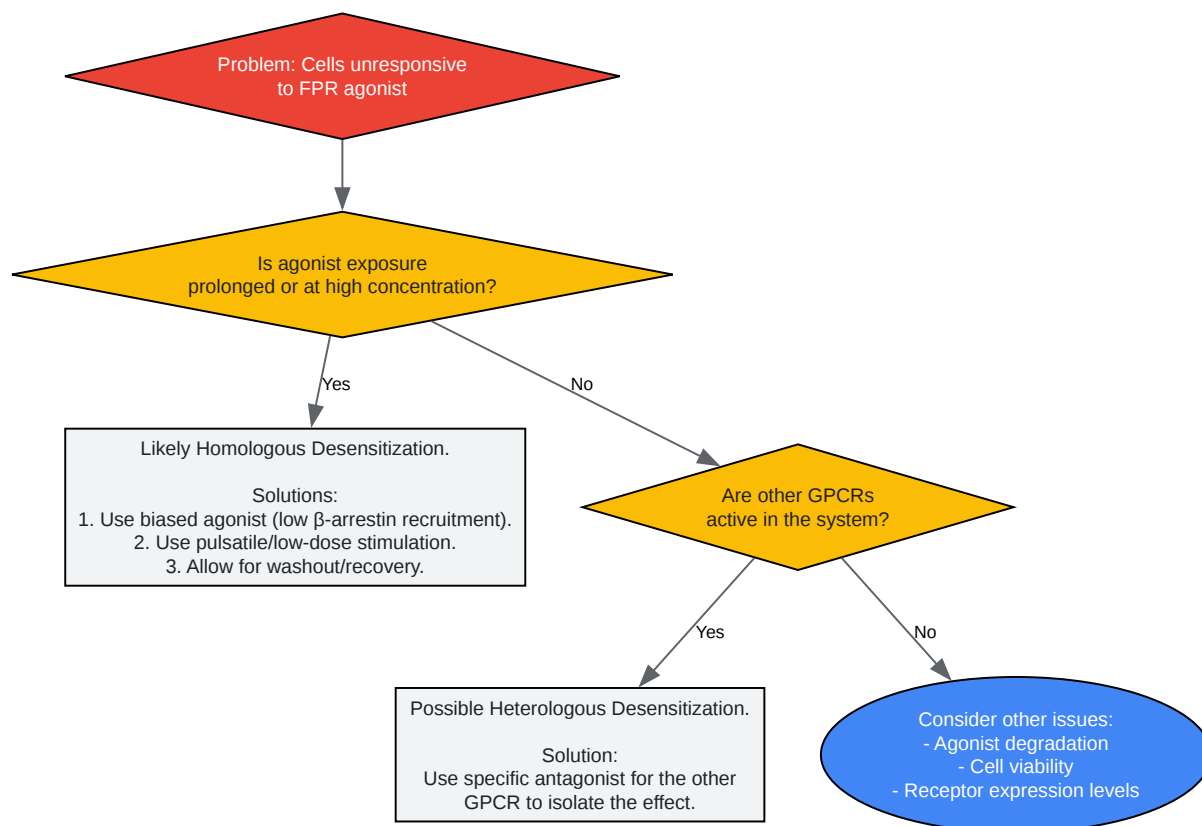 Problem: Cells unresponsive
to FPR agonist
Is agonist exposure
prolonged or at high concentration?
Yes
No
Likely Homologous Desensitization.
Solutions:
1. Use biased agonist (low β-arrestin recruitment).
2. Use pulsatile/low-dose stimulation.
3. Allow for washout/recovery.
Are other GPCRs
active in the system?
Yes
No
Possible Heterologous Desensitization.
Solution:
Use specific antagonist for the other
GPCR to isolate the effect.
Consider other issues:
- Agonist degradation
- Cell viability
- Receptor expression levels